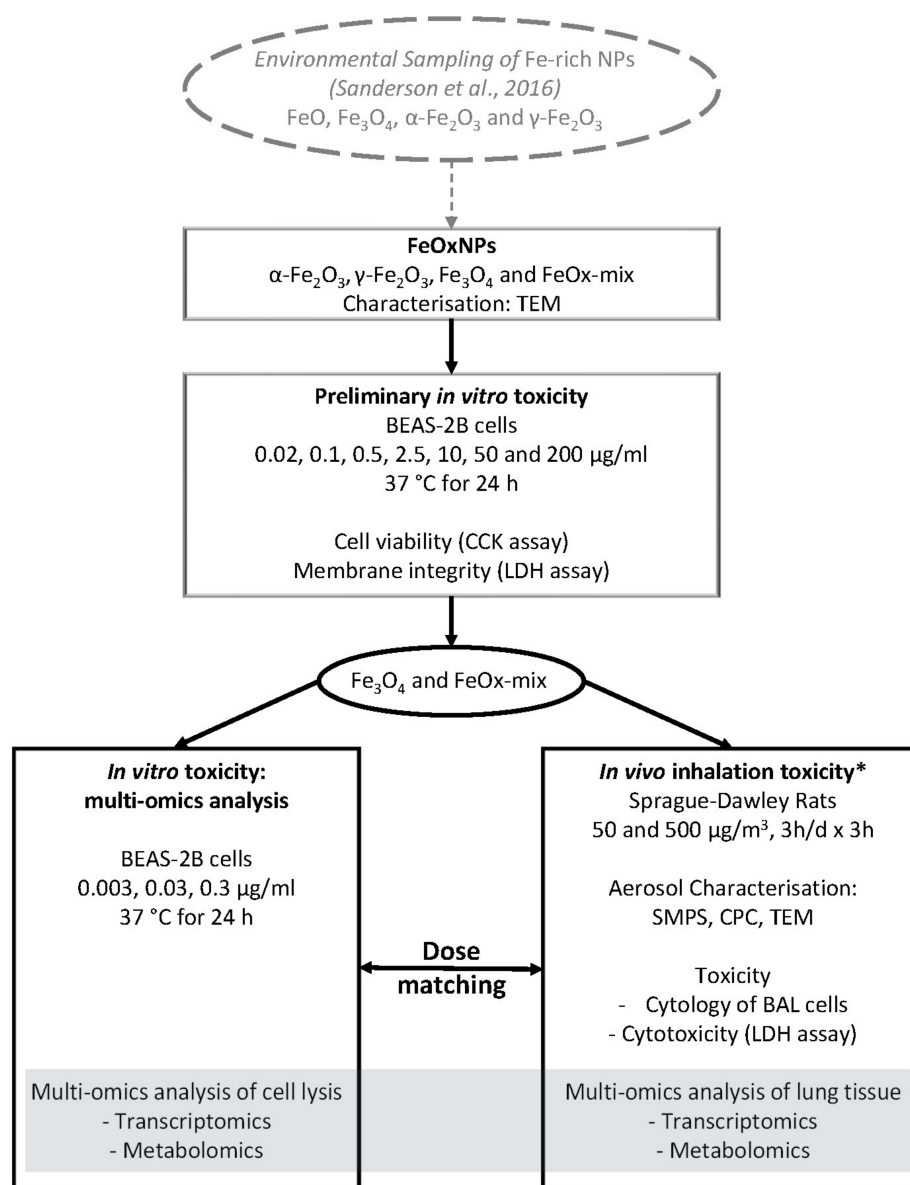 Environmental Sampling of Fe-rich NPs
(Sanderson et al., 2016)
FeO, Fe₃O₄, α-Fe₂O₃ and γ-Fe₂O₃
FeOxNPs
α-Fe₂O₃, γ-Fe₂O₃, Fe₃O₄ and FeOx-mix
Characterisation: TEM
Preliminary in vitro toxicity
BEAS-2B cells
0.02, 0.1, 0.5, 2.5, 10, 50 and 200 μg/ml
37 °C for 24 h
Cell viability (CCK assay)
Membrane integrity (LDH assay)
Fe₃O₄ and FeOx-mix
In vitro toxicity:
multi-omics analysis
BEAS-2B cells
0.003, 0.03, 0.3 μg/ml
37 °C for 24 h
Multi-omics analysis of cell lysis
- Transcriptomics
- Metabolomics
Dose
matching
In vivo inhalation toxicity*
Sprague-Dawley Rats
50 and 500 μg/m³, 3h/d x 3h
Aerosol Characterisation:
SMPS, CPC, TEM
Toxicity
- Cytology of BAL cells
- Cytotoxicity (LDH assay)
Multi-omics analysis of lung tissue
- Transcriptomics
- Metabolomics